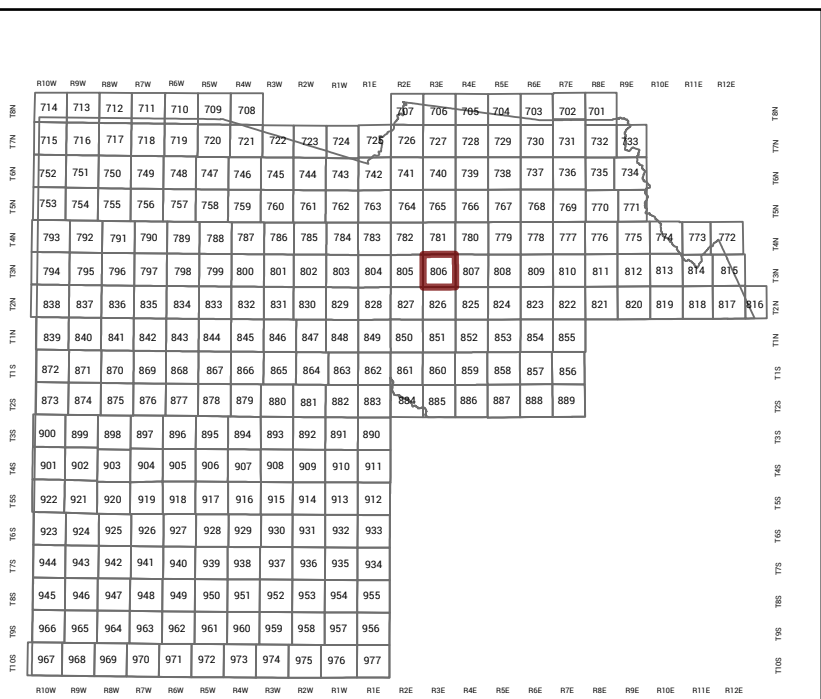 R10W R9W R8W R7W R6W R5W R4W R3W R2W R1W R1E R2E R3E R4E R5E R6E R7E R8E R9E R10E R11E R12E
T8N 714 713 712 711 710 709 708 707 706 705 704 703 702 701 T8N
T7N 715 716 717 718 719 720 721 722 723 724 725 726 727 728 729 730 731 732 733 T7N
T6N 752 751 750 749 748 747 746 745 744 743 742 741 740 739 738 737 736 735 734 T6N
T5N 753 754 755 756 757 758 759 760 761 762 763 764 765 766 767 768 769 770 771 T5N
T4N 793 792 791 790 789 788 787 786 785 784 783 782 781 780 779 778 777 776 775 774 773 772 T4N
T3N 794 795 796 797 798 799 800 801 802 803 804 805 806 807 808 809 810 811 812 813 814 815 T3N
T2N 838 837 836 835 834 833 832 831 830 829 828 827 826 825 824 823 822 821 820 819 818 817 816 T2N
T1N 839 840 841 842 843 844 845 846 847 848 849 850 851 852 853 854 855 T1N
T1S 872 871 870 869 868 867 866 865 864 863 862 861 860 859 858 857 856 T1S
T2S 873 874 875 876 877 878 879 880 881 882 883 884 885 886 887 888 889 T2S
T3S 900 899 898 897 896 895 894 893 892 891 890 T3S
T4S 901 902 903 904 905 906 907 908 909 910 911 T4S
T5S 922 921 920 919 918 917 916 915 914 913 912 T5S
T6S 923 924 925 926 927 928 929 930 931 932 933 T6S
T7S 944 943 942 941 940 939 938 937 936 935 934 T7S
T8S 945 946 947 948 949 950 951 952 953 954 955 T8S
T9S 966 965 964 963 962 961 960 959 958 957 956 T9S
T10S 967 968 969 970 971 972 973 974 975 976 977 T10S
R10W R9W R8W R7W R6W R5W R4W R3W R2W R1W R1E R2E R3E R4E R5E R6E R7E R8E R9E R10E R11E R12E